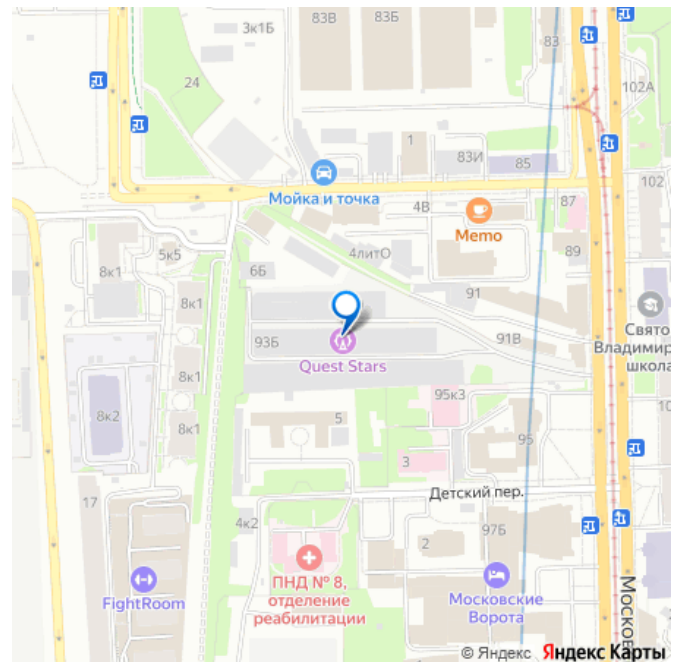 83В
83Б
83
3к1Б
24
102А
1
83И
85
102
Мойка и точка
4В
87
Memo
5к5
8к1
8к1
6Б
4литО
89
91
Свято
Владимир
школа
93Б
91В
Quest Stars
8к1
95к3
10
8к2
8к1
5
95
3
Детский пер.
17
4к2
97Б
2
ПНД № 8,
отделение
реабилитации
FightRoom
Московские
Ворота
Москов
© Яндекс Яндекс Карты